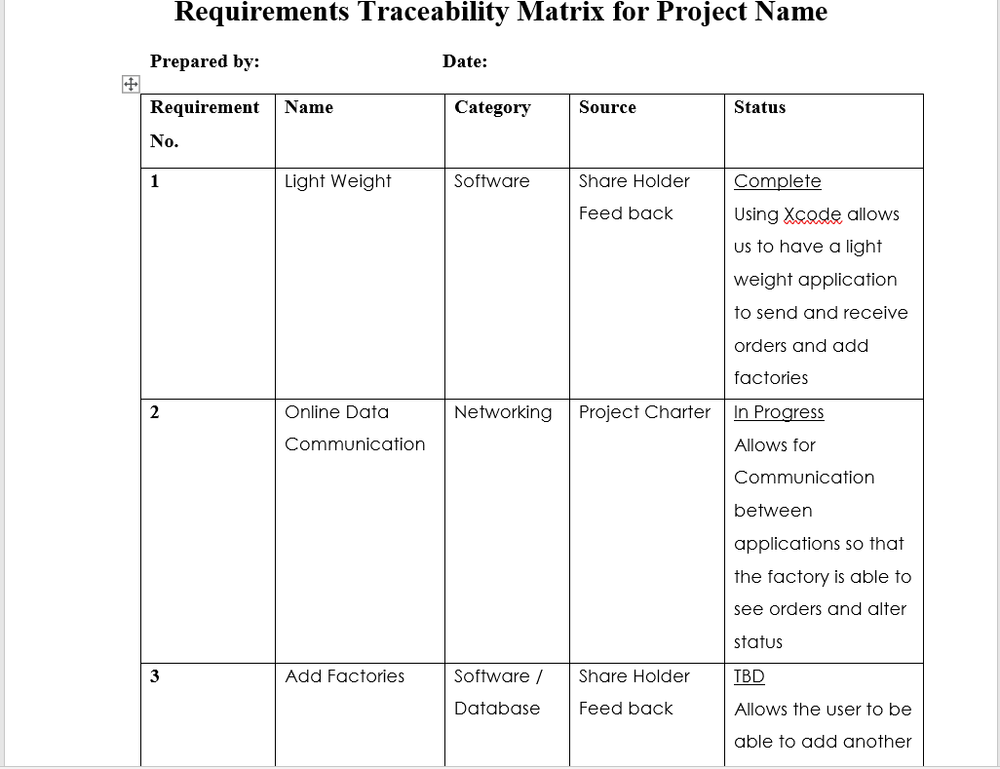 Requirements Traceability Matrix for Project Name
Prepared by: Date:
Requirement No. Name Category Source Status
1 Light Weight Software Share Holder Complete
Feed back Using Xcode allows
us to have a light
weight application
to send and receive
orders and add
factories
2 Online Data Networking Project Charter In Progress
Communication Allows for
Communication
between
applications so that
the factory is able to
see orders and alter
status
3 Add Factories Software / Share Holder TBD
Database Feed back Allows the user to be
able to add another